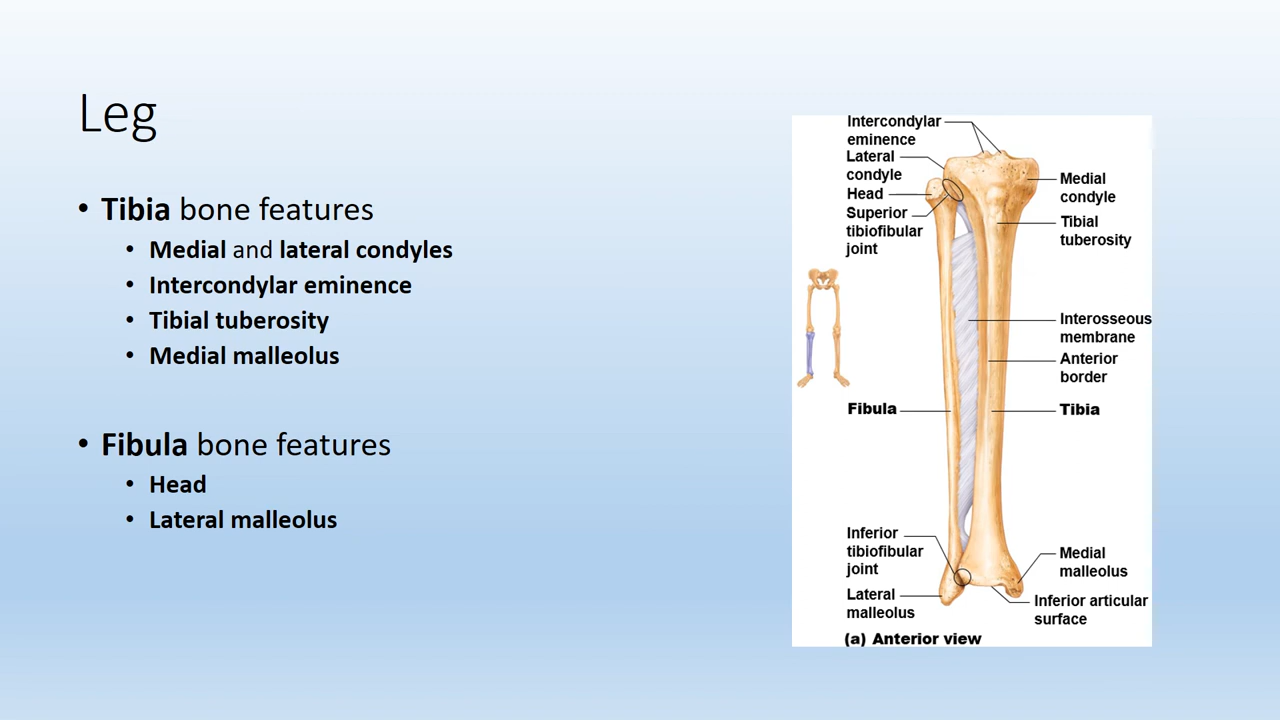 Leg
• Tibia bone features
• Medial and lateral condyles
• Intercondylar eminence
• Tibial tuberosity
• Medial malleolus
• Fibula bone features
• Head
• Lateral malleolus
Intercondylar
eminence
Lateral
condyle
Head
Superior
tibiofibular
joint
Medial
condyle
Tibial
tuberosity
Interosseous
membrane
Anterior
border
Fibula
Tibia
Inferior
tibiofibular
joint
Lateral
malleolus
Medial
malleolus
Inferior articular
surface
(a) Anterior view